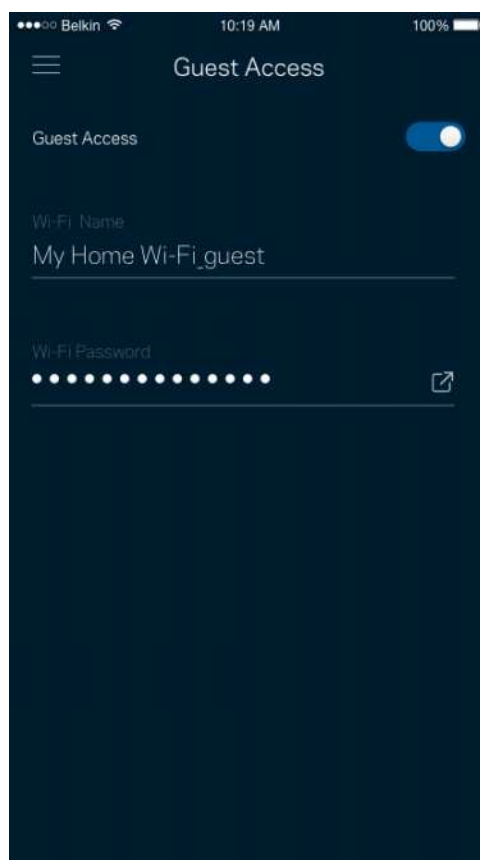 Belkin 10:19 AM 100%
Guest Access
Guest Access
Wi-Fi Name
My Home Wi-Fi_guest
Wi-Fi Password